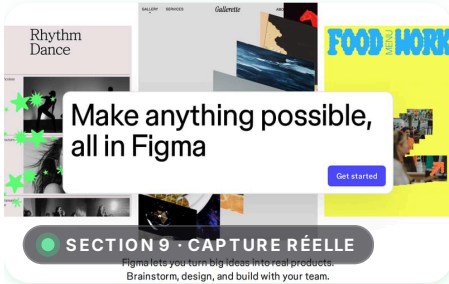 GALLERY SERVICES
Gallerette
Rhythm
Dance
FOOD WORK
MENU
Make anything possible,
all in Figma
Get started
SECTION 9 · CAPTURE RÉELLE
Figma lets you turn big ideas into real products.
Brainstorm, design, and build with your team.